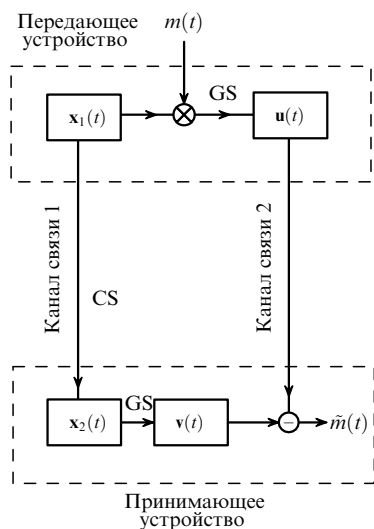 Передающее
устройство
m(t)
x₁(t)
GS
u(t)
Канал связи 1
CS
Канал связи 2
x₂(t)
GS
v(t)
−
m̃(t)
Принимающее
устройство